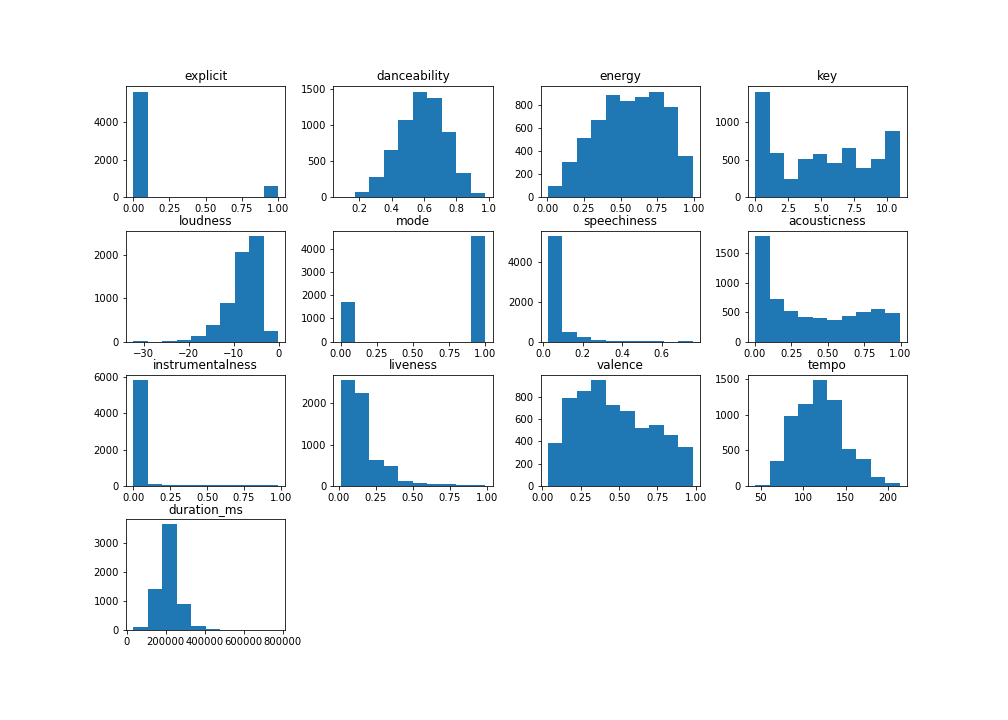 explicit danceability energy key
4000 2000 0 0.00 0.25 0.50 0.75 1.00
1500 1000 500 0 0.2 0.4 0.6 0.8 1.0
800 600 400 200 0 0.00 0.25 0.50 0.75 1.00
1000 500 0 0.0 2.5 5.0 7.5 10.0
loudness mode speechiness acousticness
2000 1000 0 −30 −20 −10 0
4000 3000 2000 1000 0 0.00 0.25 0.50 0.75 1.00
4000 2000 0 0.0 0.2 0.4 0.6
1500 1000 500 0 0.00 0.25 0.50 0.75 1.00
instrumentalness liveness valence tempo
6000 4000 2000 0 0.00 0.25 0.50 0.75 1.00
2000 1000 0 0.00 0.25 0.50 0.75 1.00
800 600 400 200 0 0.00 0.25 0.50 0.75 1.00
1500 1000 500 0 50 100 150 200
duration_ms
3000 2000 1000 0 0 200000 400000 600000 800000